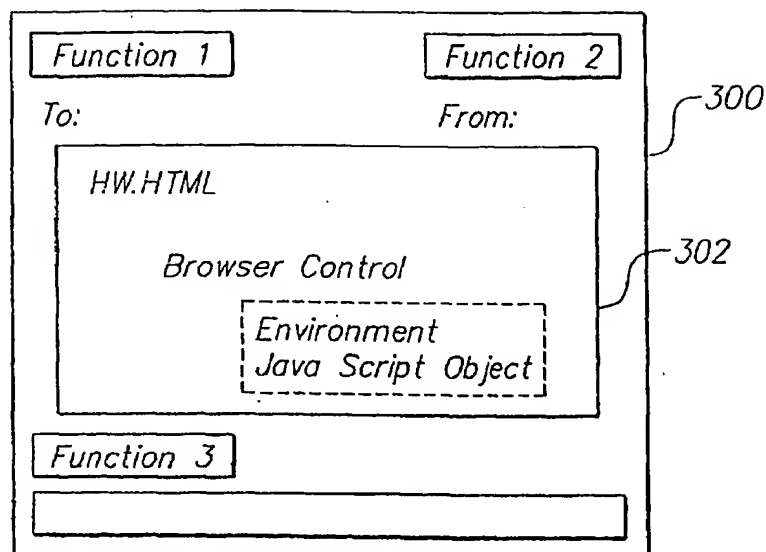 Function 1
Function 2
To:
From:
300
HW.HTML
302
Browser Control
Environment
Java Script Object
Function 3